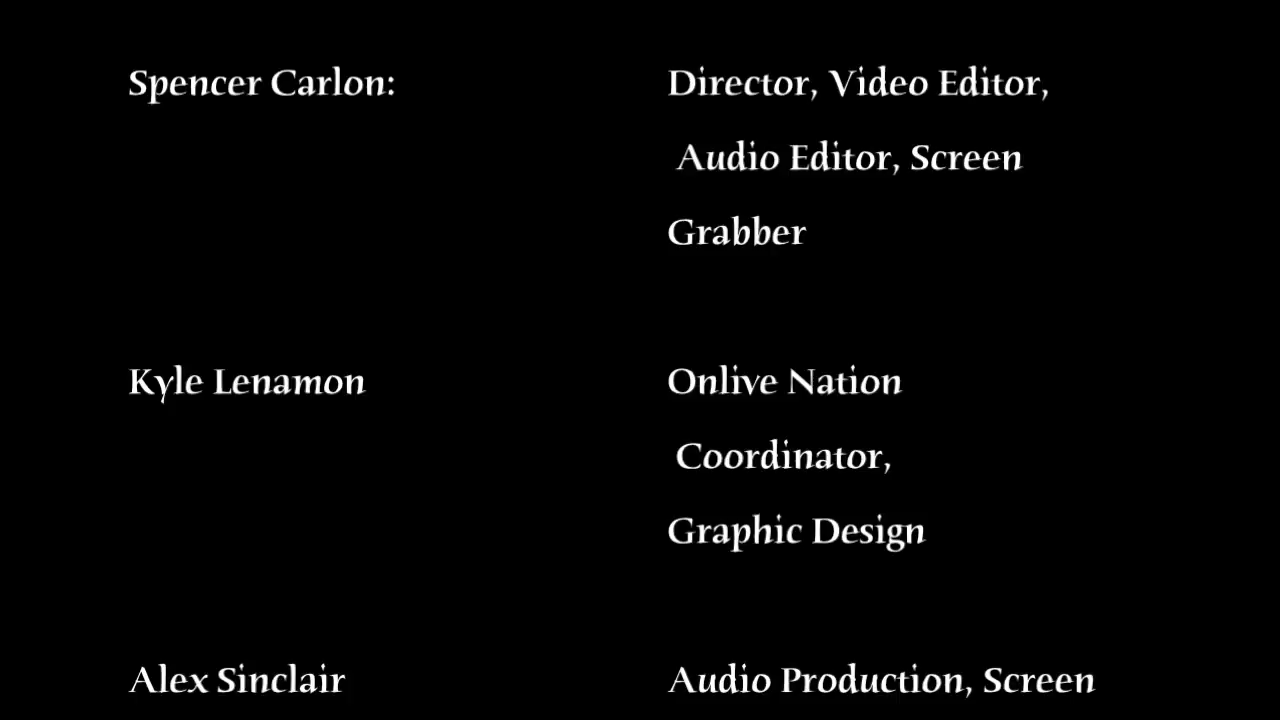 Spencer Carlon: Director, Video Editor,
Audio Editor, Screen
Grabber
Kyle Lenamon Onlive Nation
Coordinator,
Graphic Design
Alex Sinclair Audio Production, Screen